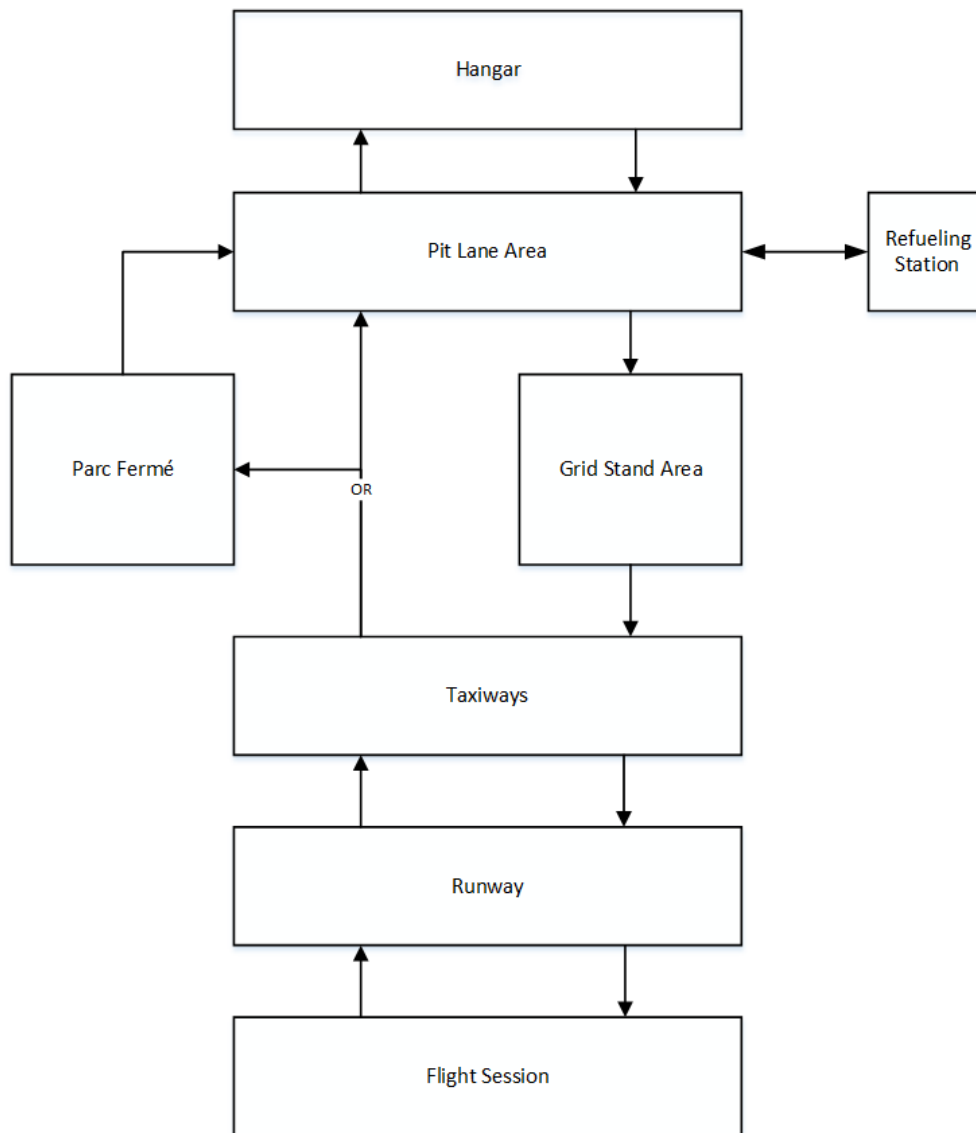 Hangar
Pit Lane Area
Refueling
Station
Parc Fermé
Grid Stand Area
OR
Taxiways
Runway
Flight Session